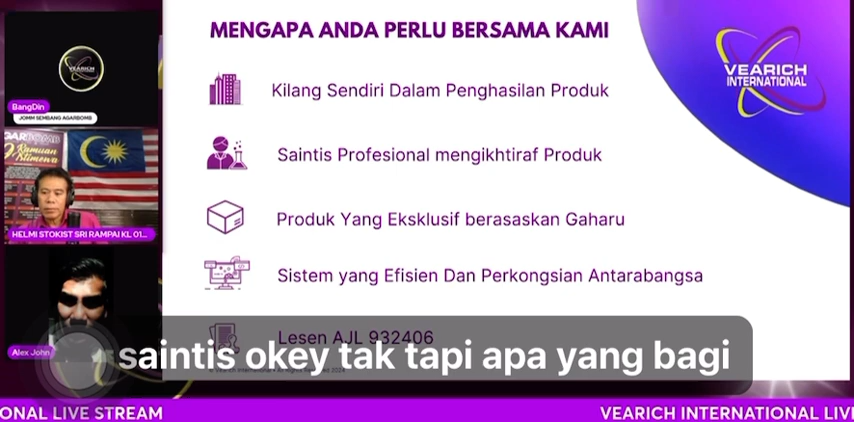 MENGAPA ANDA PERLU BERSAMA KAMI
VEARICH
INTERNATIONAL
VEARICH
BangDin
JOMM SEMBANG AGARBOMB
Kilang Sendiri Dalam Penghasilan Produk
Ramuan
Istimewa
Saintis Profesional mengikhtiraf Produk
Produk Yang Eksklusif berasaskan Gaharu
HELMI STOKIST SRI RAMPAI KL 01...
Sistem yang Efisien Dan Perkongsian Antarabangsa
Lesen AJL 932406
Alex John
saintis okey tak tapi apa yang bagi
ONAL LIVE STREAM
VEARICH INTERNATIONAL LIV